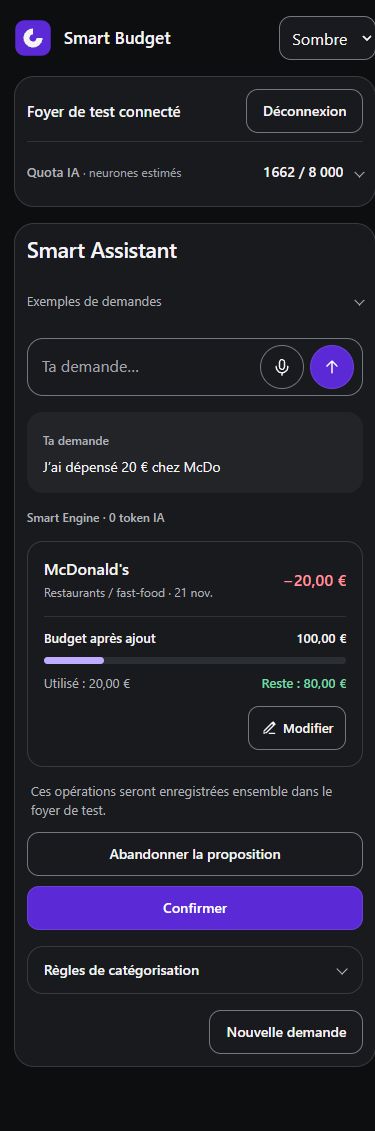 Smart Budget
Sombre
Foyer de test connecté
Déconnexion
Quota IA · neurones estimés
1662 / 8 000
Smart Assistant
Exemples de demandes
Ta demande...
Ta demande
J'ai dépensé 20 € chez McDo
Smart Engine · 0 token IA
McDonald's
−20,00 €
Restaurants / fast-food · 21 nov.
Budget après ajout
100,00 €
Utilisé : 20,00 €
Reste : 80,00 €
Modifier
Ces opérations seront enregistrées ensemble dans le
foyer de test.
Abandonner la proposition
Confirmer
Règles de catégorisation
Nouvelle demande